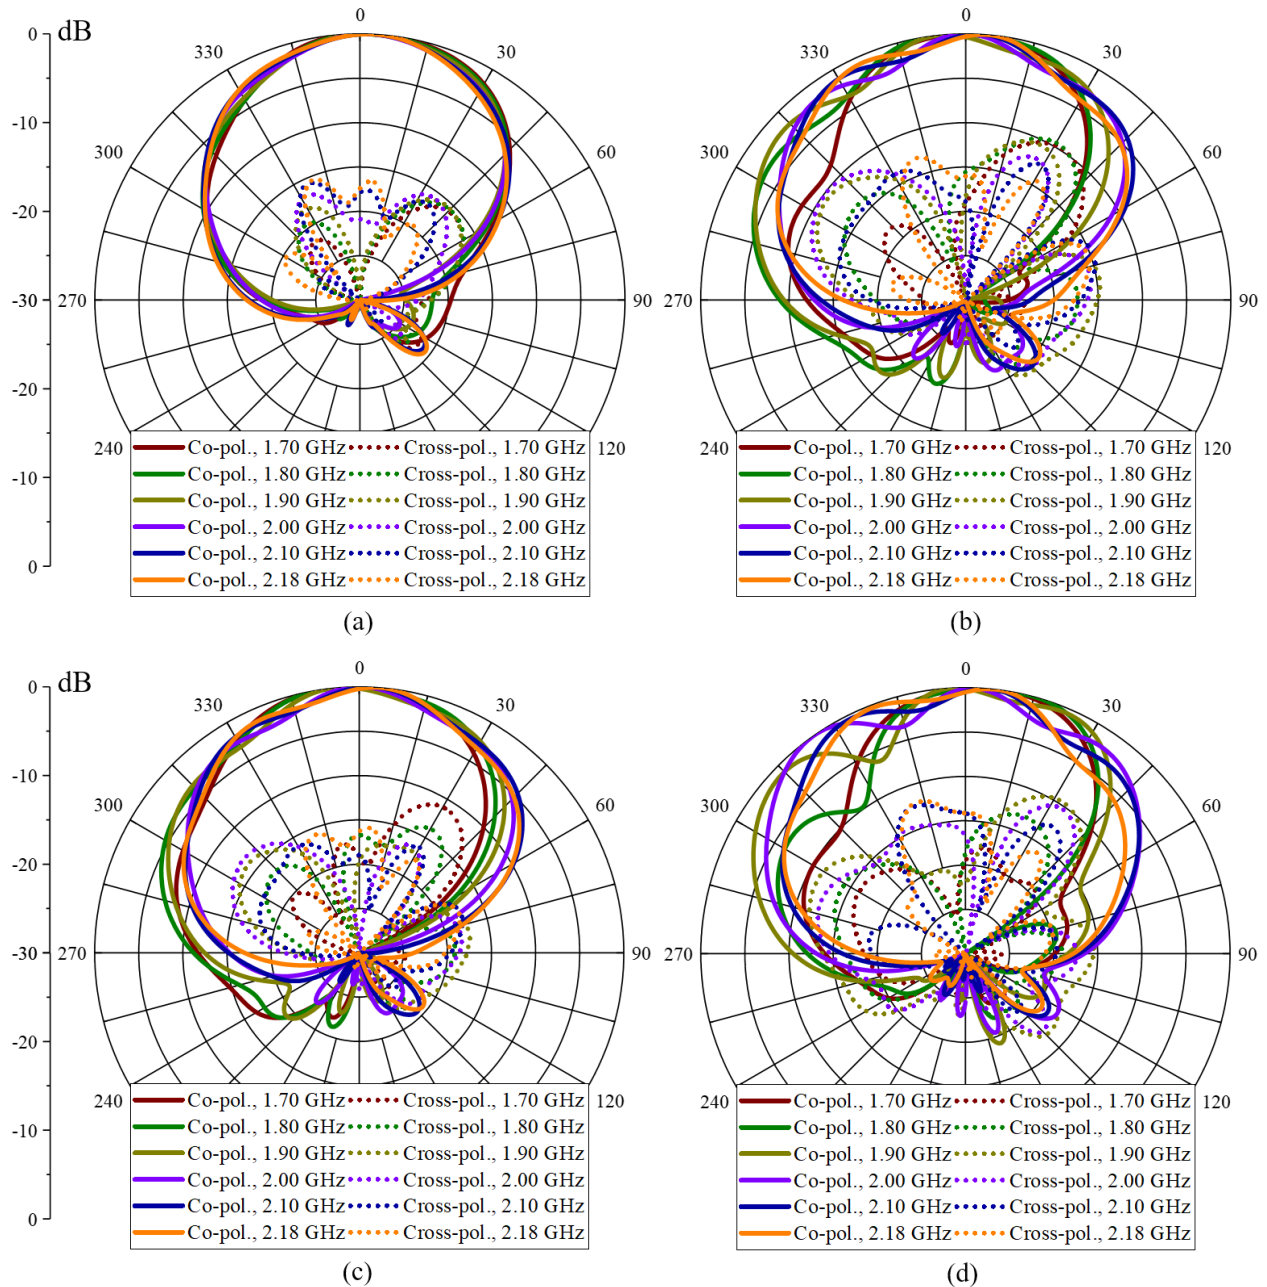 0 dB 0 0
330 30 330 30
-10
300 60 300 60
-20
-30 270 90 270 90
-20
240 120 240 120
Co-pol., 1.70 GHz Cross-pol., 1.70 GHz Co-pol., 1.70 GHz Cross-pol., 1.70 GHz
Co-pol., 1.80 GHz Cross-pol., 1.80 GHz Co-pol., 1.80 GHz Cross-pol., 1.80 GHz
-10
Co-pol., 1.90 GHz Cross-pol., 1.90 GHz Co-pol., 1.90 GHz Cross-pol., 1.90 GHz
Co-pol., 2.00 GHz Cross-pol., 2.00 GHz Co-pol., 2.00 GHz Cross-pol., 2.00 GHz
Co-pol., 2.10 GHz Cross-pol., 2.10 GHz Co-pol., 2.10 GHz Cross-pol., 2.10 GHz
0
Co-pol., 2.18 GHz Cross-pol., 2.18 GHz Co-pol., 2.18 GHz Cross-pol., 2.18 GHz
(a) (b)
0 dB 0 0
330 30 330 30
-10
300 60 300 60
-20
-30 270 90 270 90
-20
240 120 240 120
Co-pol., 1.70 GHz Cross-pol., 1.70 GHz Co-pol., 1.70 GHz Cross-pol., 1.70 GHz
Co-pol., 1.80 GHz Cross-pol., 1.80 GHz Co-pol., 1.80 GHz Cross-pol., 1.80 GHz
-10
Co-pol., 1.90 GHz Cross-pol., 1.90 GHz Co-pol., 1.90 GHz Cross-pol., 1.90 GHz
Co-pol., 2.00 GHz Cross-pol., 2.00 GHz Co-pol., 2.00 GHz Cross-pol., 2.00 GHz
Co-pol., 2.10 GHz Cross-pol., 2.10 GHz Co-pol., 2.10 GHz Cross-pol., 2.10 GHz
0
Co-pol., 2.18 GHz Cross-pol., 2.18 GHz Co-pol., 2.18 GHz Cross-pol., 2.18 GHz
(c) (d)